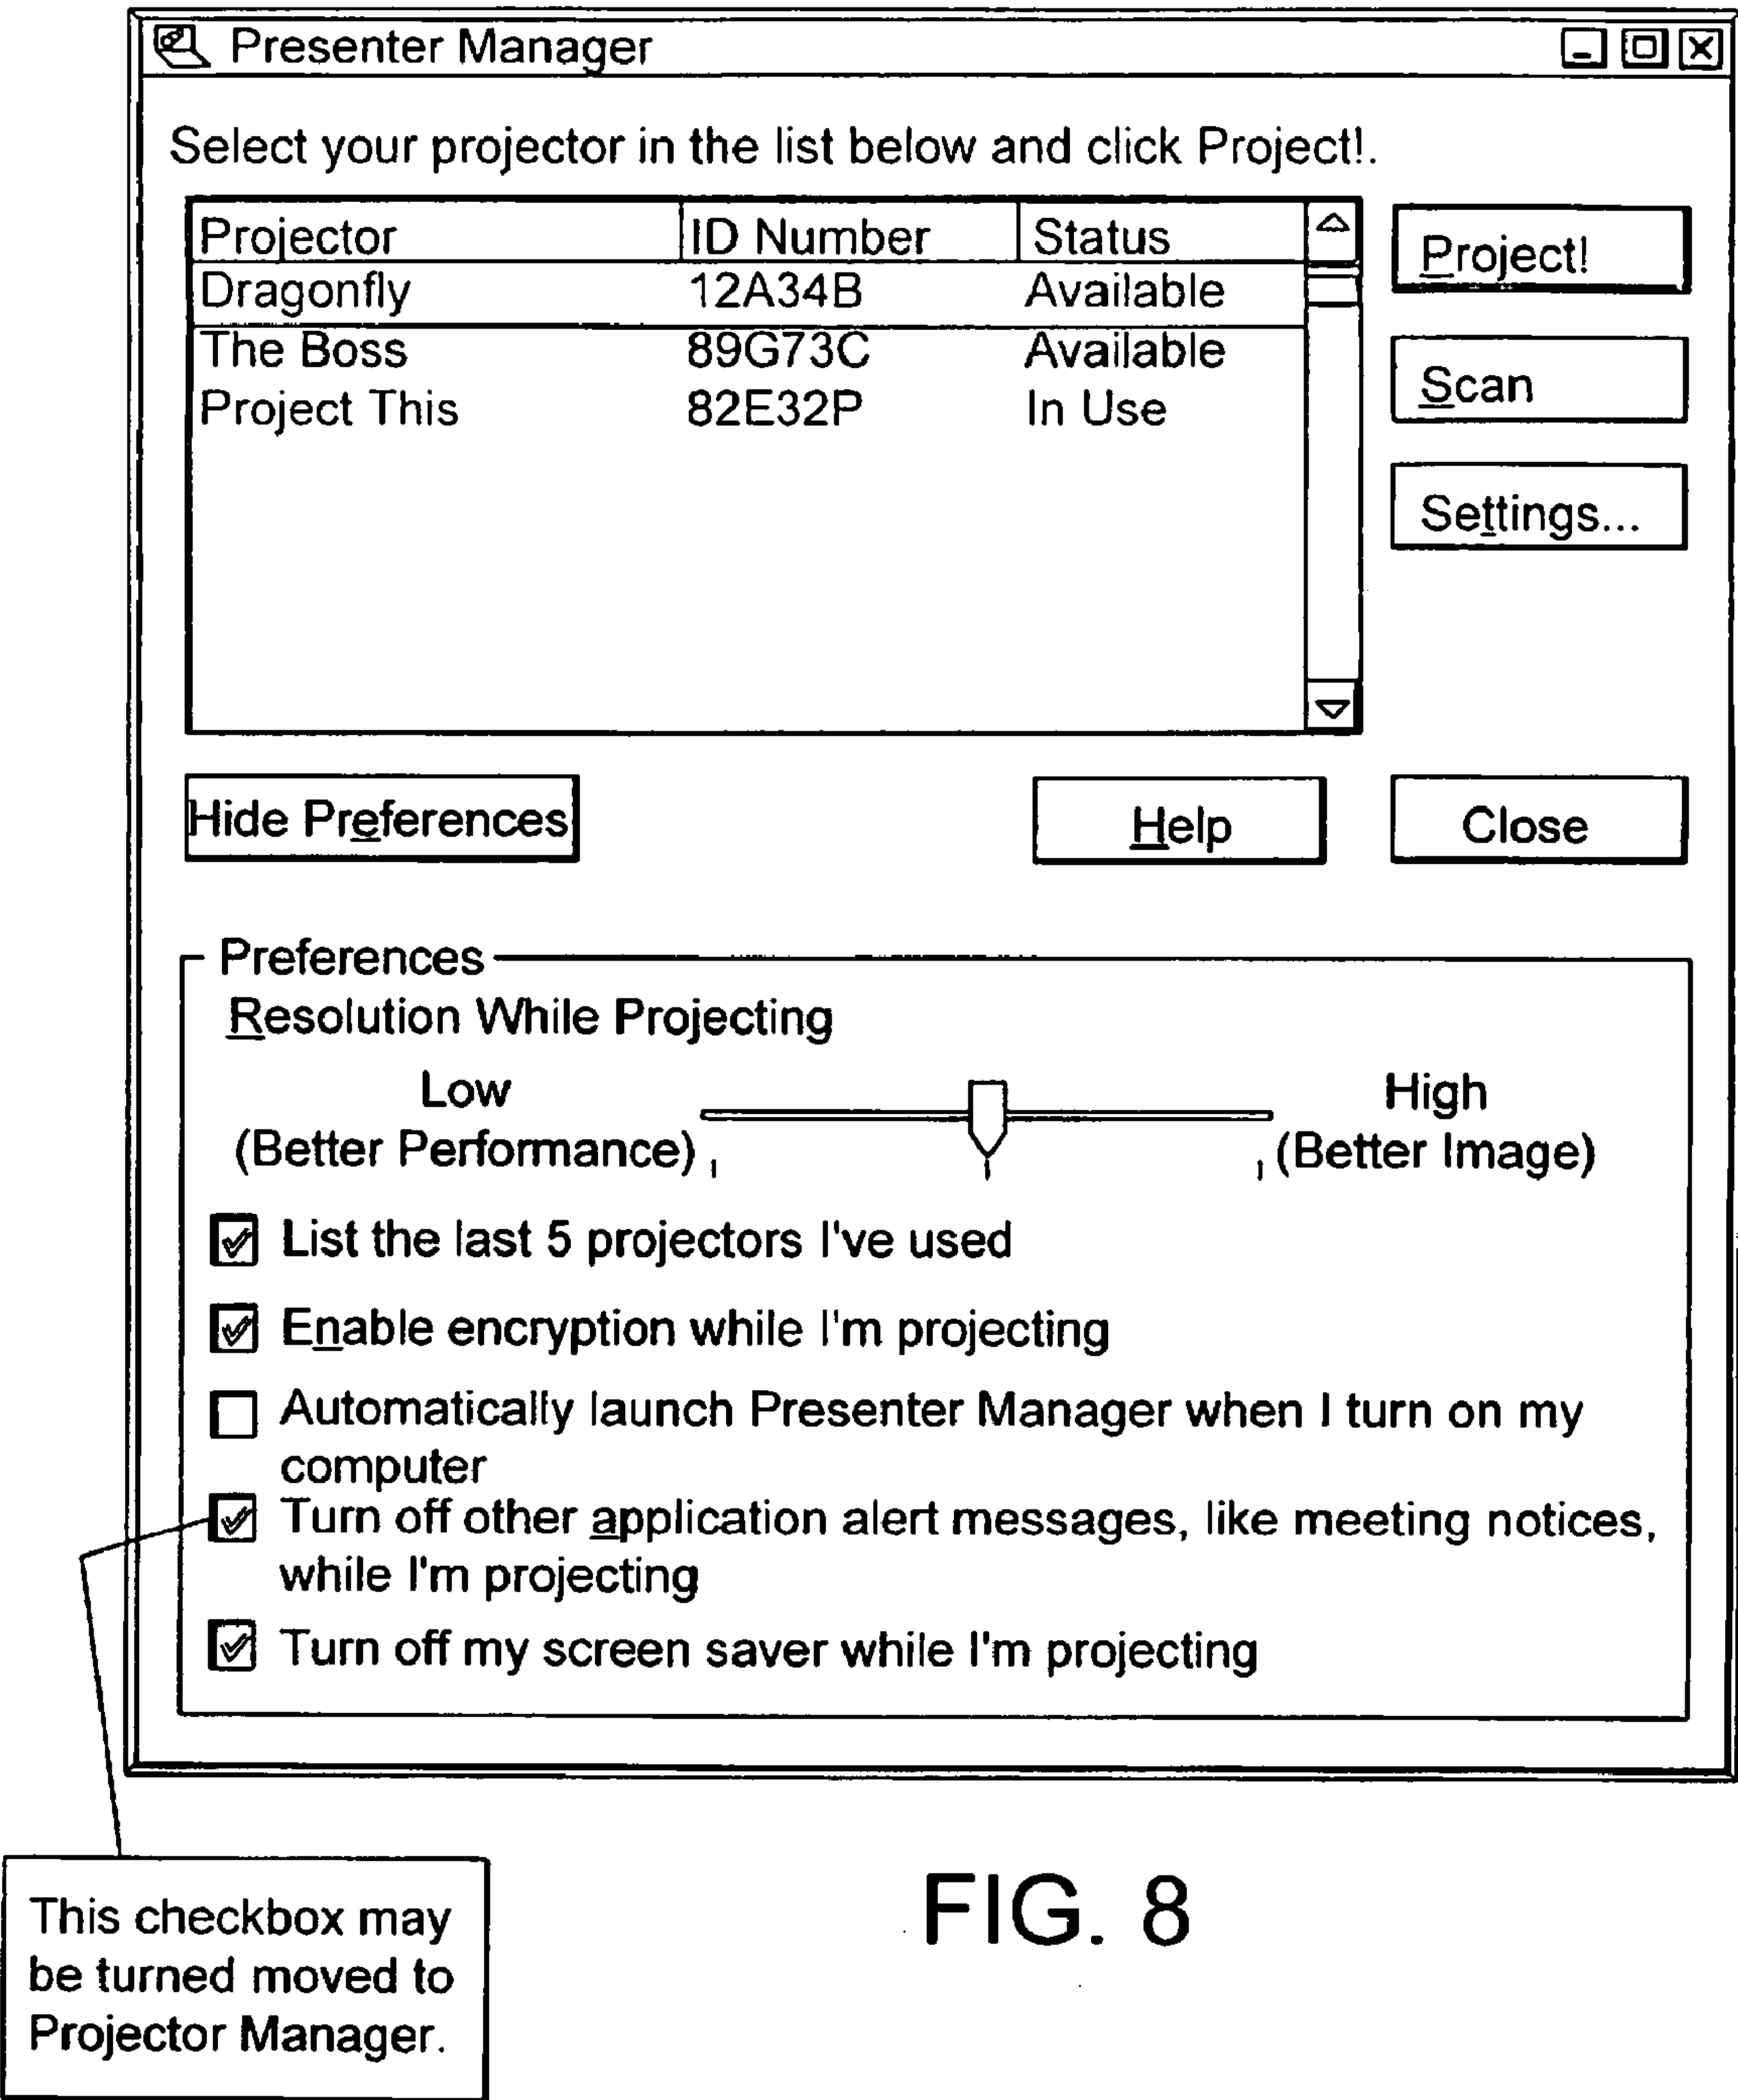 Presenter Manager
Select your projector in the list below and click Project!.
Projector ID Number Status
Dragonfly 12A34B Available
The Boss 89G73C Available
Project This 82E32P In Use
Project!
Scan
Settings...
Hide Preferences
Help
Close
Preferences
Resolution While Projecting
Low
(Better Performance)
High
(Better Image)
List the last 5 projectors I've used
Enable encryption while I'm projecting
Automatically launch Presenter Manager when I turn on my
computer
Turn off other application alert messages, like meeting notices,
while I'm projecting
Turn off my screen saver while I'm projecting
This checkbox may
be turned moved to
Projector Manager.
FIG. 8